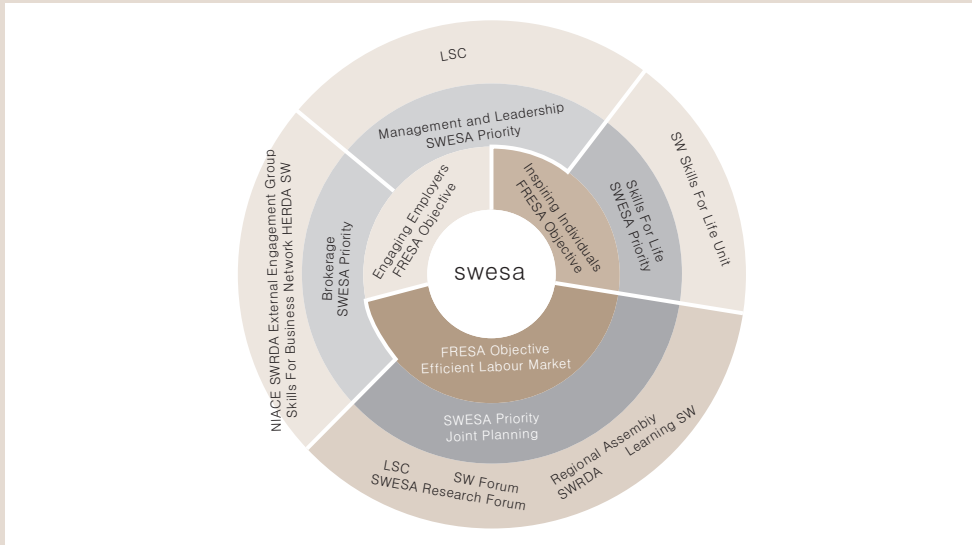 LSC
Management and Leadership
SWESA Priority
Inspiring Individuals
FRESA Objective
Skills For Life
SWESA Priority
SW Skills For Life Unit
Engaging Employers
FRESA Objective
Brokerage
SWESA Priority
NIACE SWRDA External Engagement Group
Skills For Business Network HERDA SW
swesa
FRESA Objective
Efficient Labour Market
SWESA Priority
Joint Planning
LSC
SW Forum
SWESA Research Forum
Regional Assembly
Learning SW
SWRDA